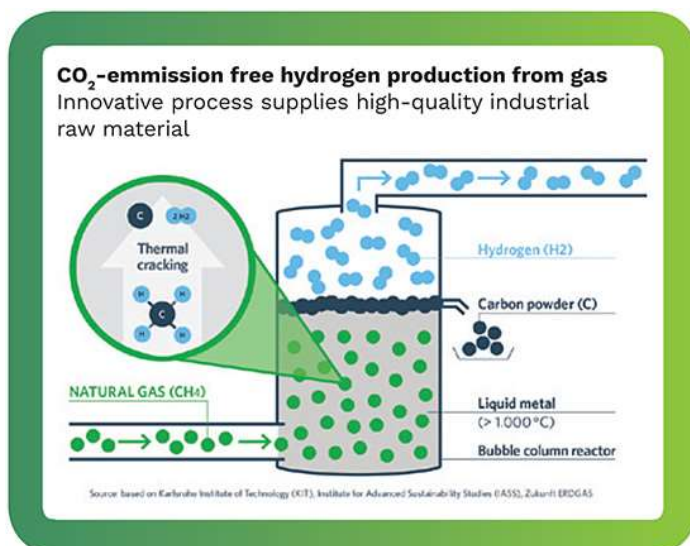 CO₂-emmission free hydrogen production from gas
Innovative process supplies high-quality industrial
raw material
C
2 H2
Thermal
cracking
H
H
C
H
H
Hydrogen (H2)
Carbon powder (C)
NATURAL GAS (CH4)
Liquid metal
(> 1.000 °C)
Bubble column reactor
Source: based on Karlsruhe Institute of Technology (KIT), Institute for Advanced Sustainability Studies (IASS), Zukunft ERDGAS